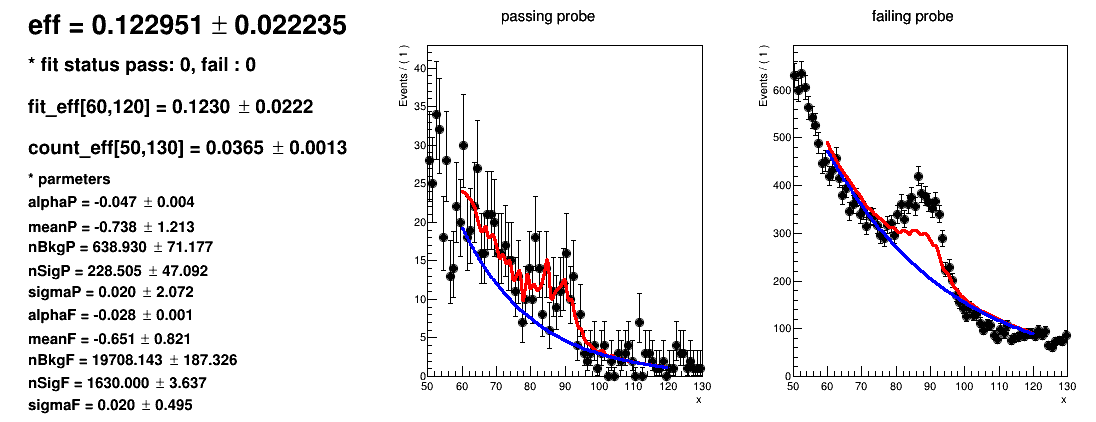 eff = 0.122951 ± 0.022235
* fit status pass: 0, fail : 0
fit_eff[60,120] = 0.1230 ± 0.0222
count_eff[50,130] = 0.0365 ± 0.0013
* parmeters
alphaP = -0.047 ± 0.004
meanP = -0.738 ± 1.213
nBkgP = 638.930 ± 71.177
nSigP = 228.505 ± 47.092
sigmaP = 0.020 ± 2.072
alphaF = -0.028 ± 0.001
meanF = -0.651 ± 0.821
nBkgF = 19708.143 ± 187.326
nSigF = 1630.000 ± 3.637
sigmaF = 0.020 ± 0.495
passing probe
Events / ( 1 )
40
35
30
25
20
15
10
5
0
50 60 70 80 90 100 110 120 130
x
failing probe
Events / ( 1 )
600
500
400
300
200
100
0
50 60 70 80 90 100 110 120 130
x